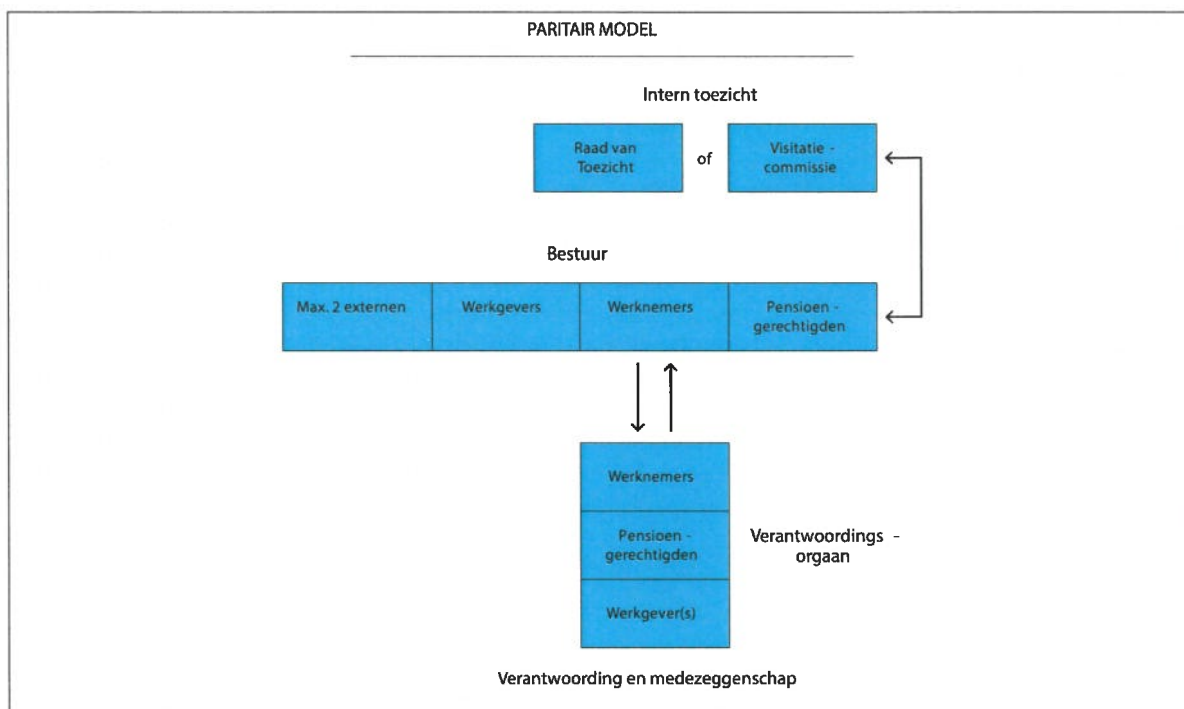 PARITAIR MODEL
Intern toezicht
Raad van
Toezicht
of
Visitatie -
commissie
Bestuur
Max. 2 externen
Werkgevers
Werknemers
Pensioen -
gerechtigden
Werknemers
Pensioen -
gerechtigden
Werkgever(s)
Verantwoordings -
orgaan
Verantwoording en medezeggenschap